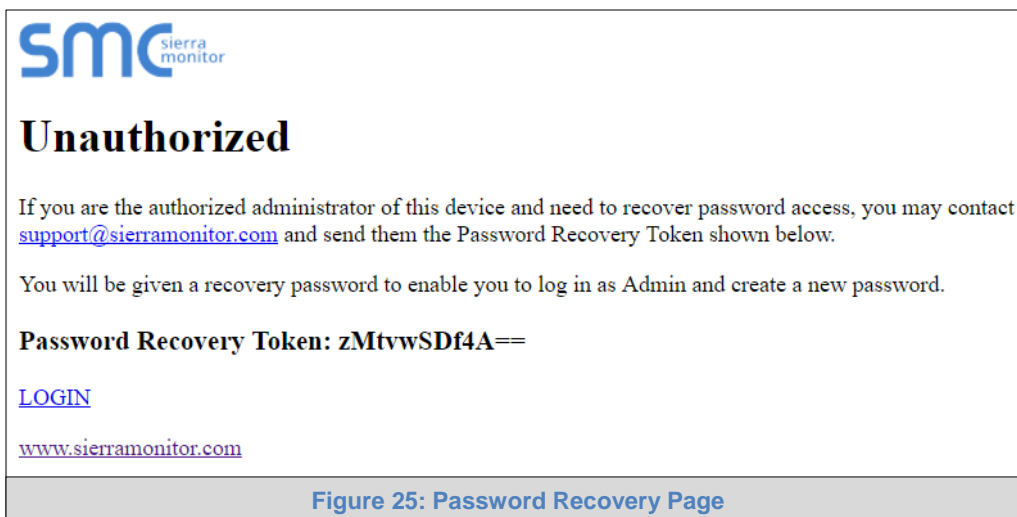 SMC sierra
monitor
Unauthorized
If you are the authorized administrator of this device and need to recover password access, you may contact
support@sierramonitor.com and send them the Password Recovery Token shown below.
You will be given a recovery password to enable you to log in as Admin and create a new password.
Password Recovery Token: zMtvwSDf4A==
LOGIN
www.sierramonitor.com
Figure 25: Password Recovery Page